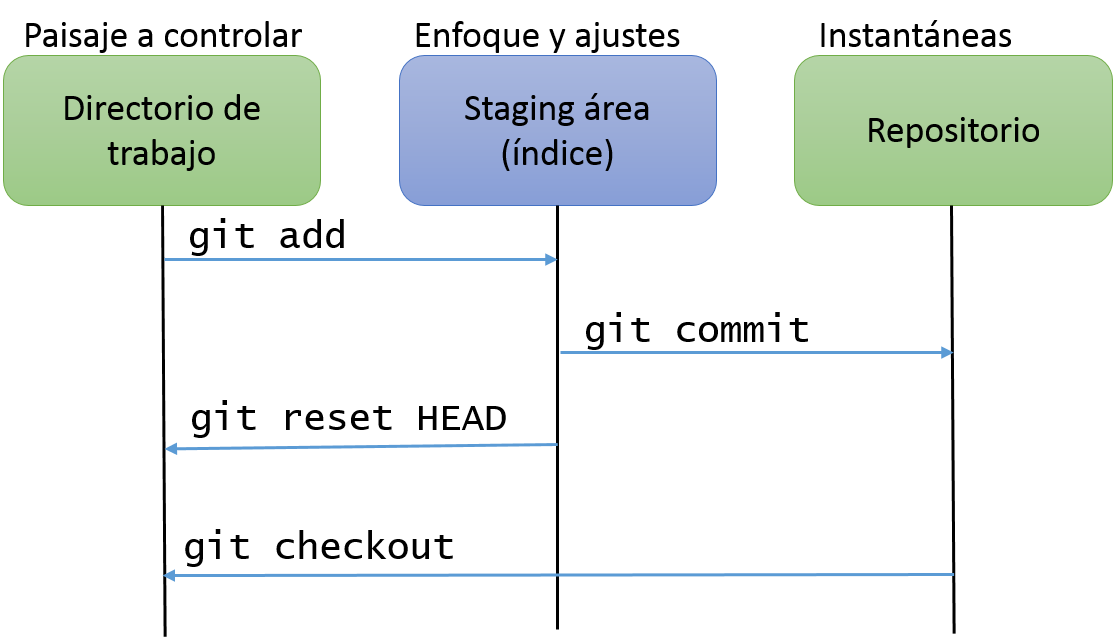 Paisaje a controlar
Enfoque y ajustes
Instantáneas
Directorio de
trabajo
Staging área
(índice)
Repositorio
git add
git commit
git reset HEAD
git checkout